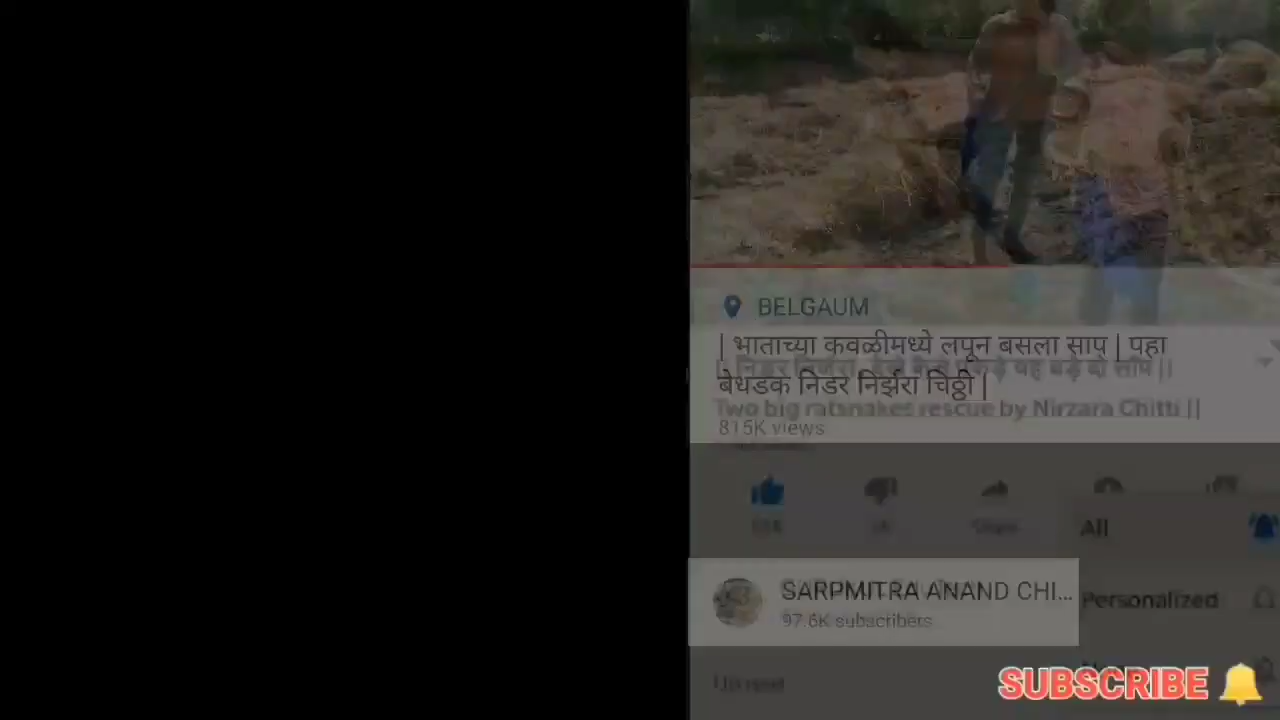 BELGAUM
| भाताच्या कवळीमध्ये लपून बसला साप | पहा
बेधडक निडर निर्झरा चिठ्ठी |
Two big ratsnakes rescue by Nirzara Chitti ||
815K views
Share
All
SARPMITRA ANAND CHI...
97.6K subscribers
Personalized
SUBSCRIBE